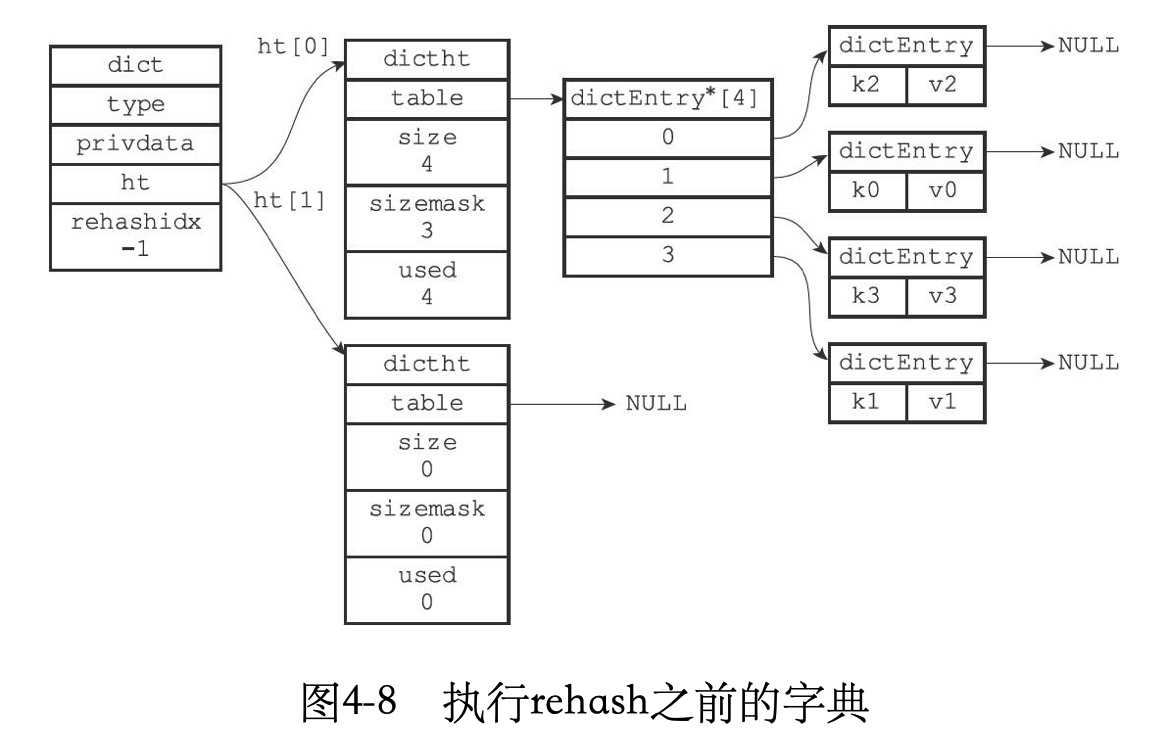 dict
type
privdata
ht
rehashidx
-1
ht[0]
ht[1]
dictht
table
size
4
sizemask
3
used
4
dictht
table
size
0
sizemask
0
used
0
NULL
dictEntry*[4]
0
1
2
3
dictEntry
k2 v2
NULL
dictEntry
k0 v0
NULL
dictEntry
k3 v3
NULL
dictEntry
k1 v1
NULL
图4-8 执行rehash之前的字典